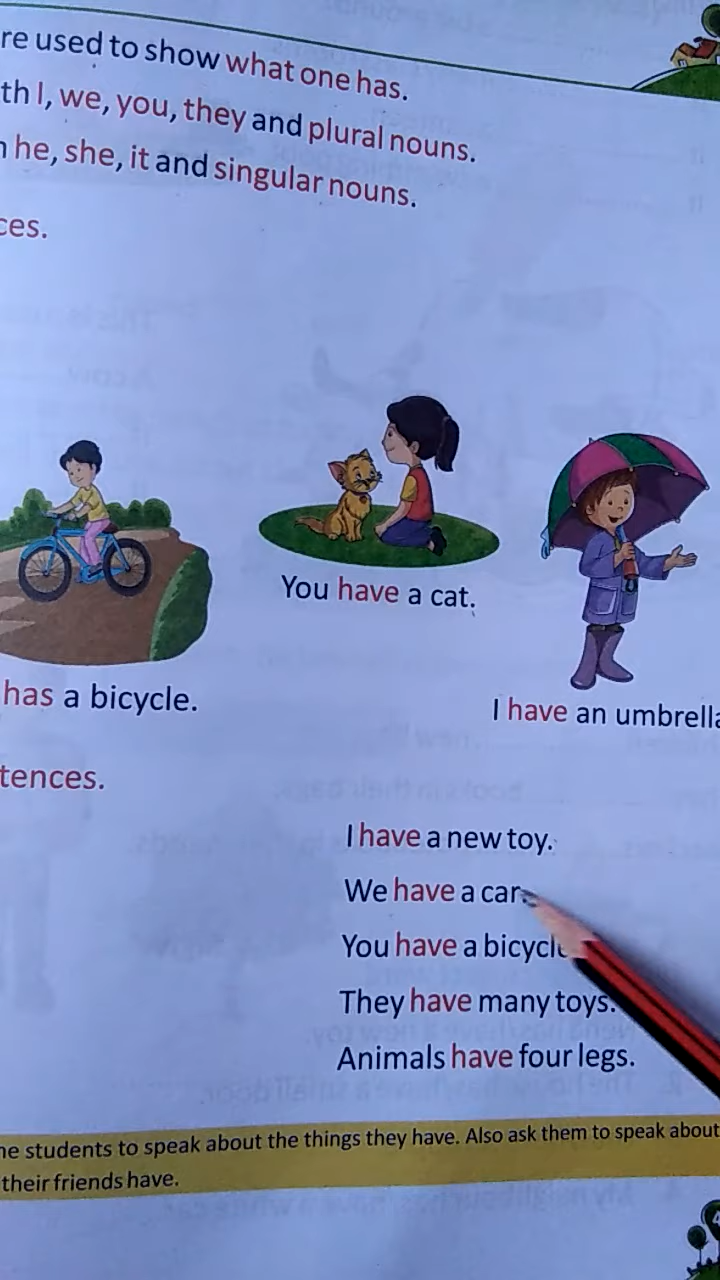 re used to show what one has.
th I, we, you, they and plural nouns.
he, she, it and singular nouns.
ces.
You have a cat.
has a bicycle.
I have an umbrella
tences.
I have a new toy.
We have a car.
You have a bicycle
They have many toys.
Animals have four legs.
he students to speak about the things they have. Also ask them to speak about
their friends have.